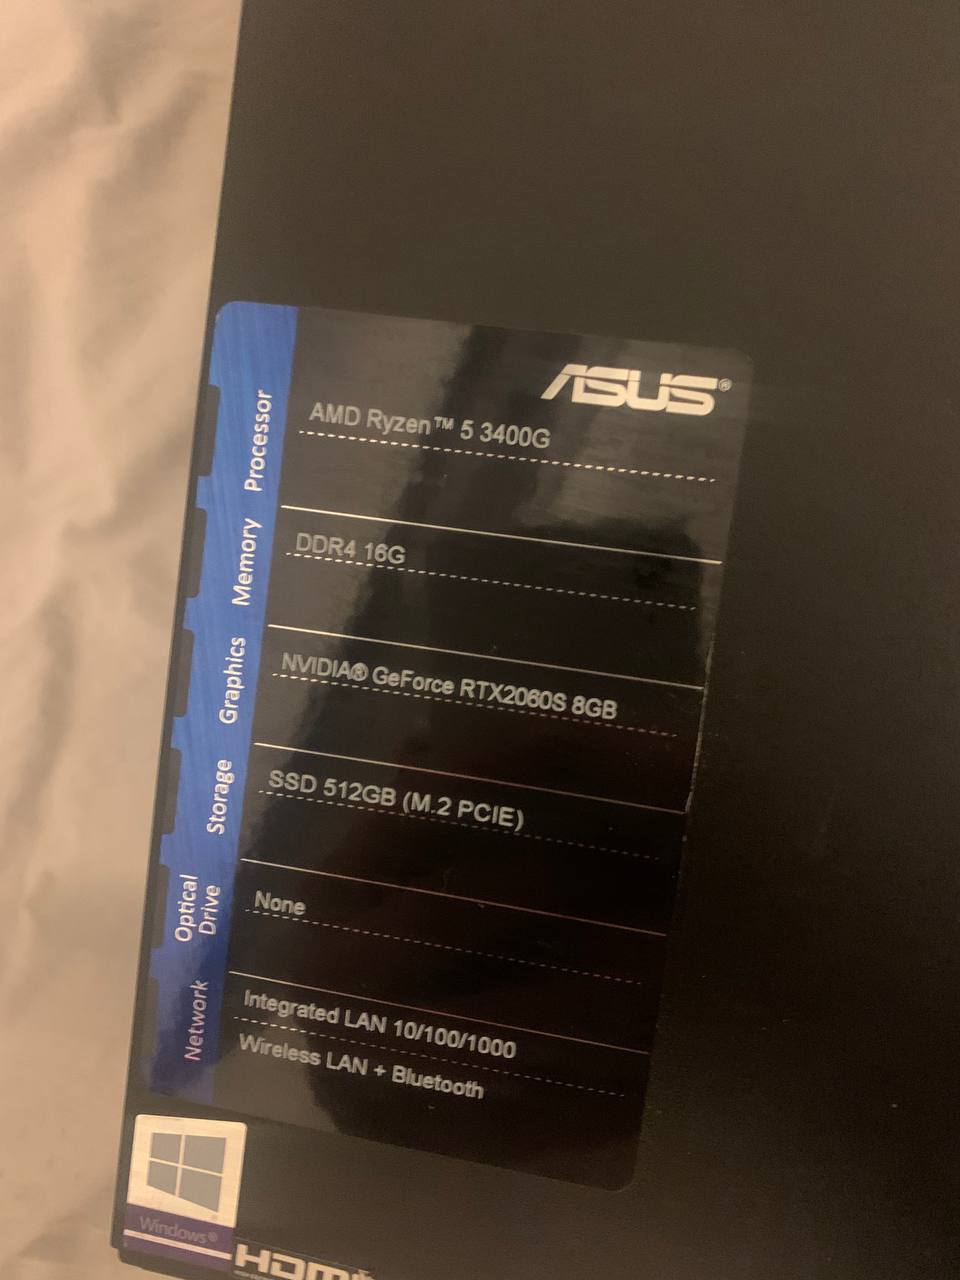 ASUS®
Processor
AMD Ryzen™ 5 3400G
Memory
DDR4 16G
Graphics
NVIDIA® GeForce RTX2060S 8GB
Storage
SSD 512GB (M.2 PCIE)
Optical
Drive
None
Network
Integrated LAN 10/100/1000
Wireless LAN + Bluetooth
Windows®
HDMI